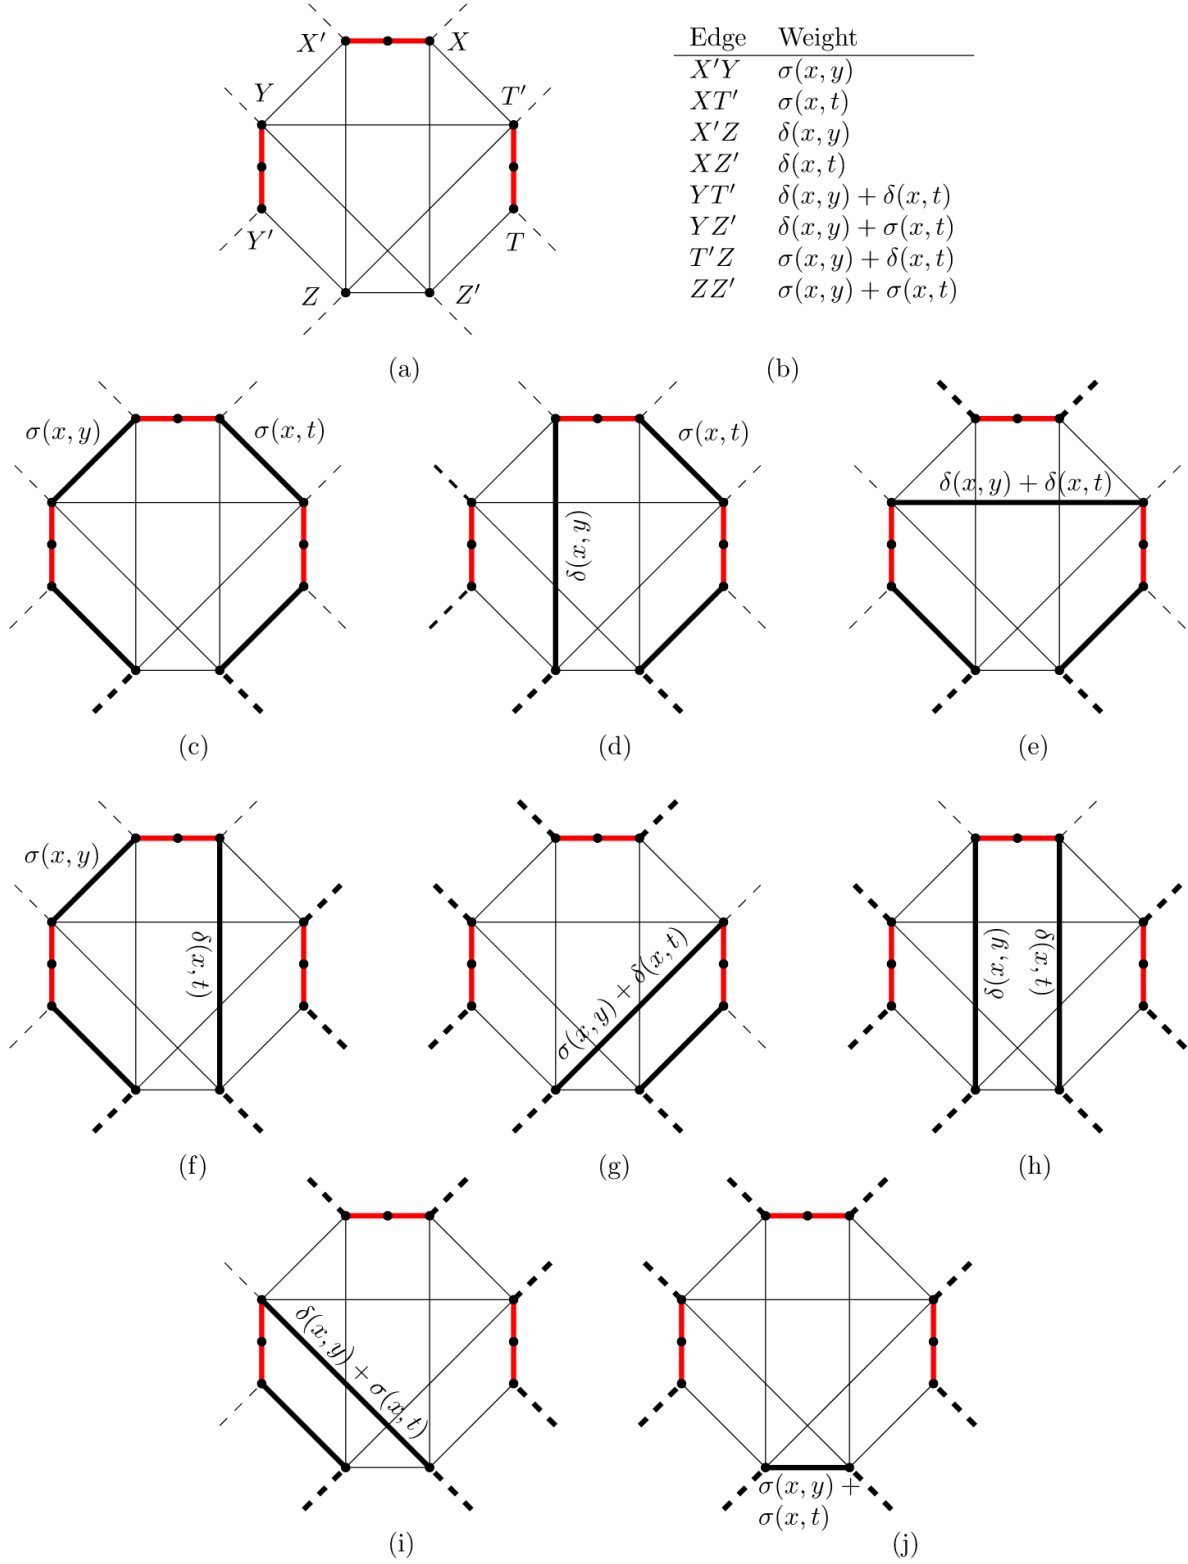 X′ X
Y T′
Y′ T
Z Z′
(a)
Edge Weight
X′Y σ(x, y)
XT′ σ(x, t)
X′Z δ(x, y)
XZ′ δ(x, t)
YT′ δ(x, y) + δ(x, t)
YZ′ δ(x, y) + σ(x, t)
T′Z σ(x, y) + δ(x, t)
ZZ′ σ(x, y) + σ(x, t)
(b)
σ(x, y) σ(x, t)
(c)
σ(x, t)
δ(x, y)
(d)
δ(x, y) + δ(x, t)
(e)
σ(x, y)
δ(x, t)
(f)
σ(x, y) + δ(x, t)
(g)
δ(x, y) δ(x, t)
(h)
δ(x, y) + σ(x, t)
(i)
σ(x, y) +
σ(x, t)
(j)